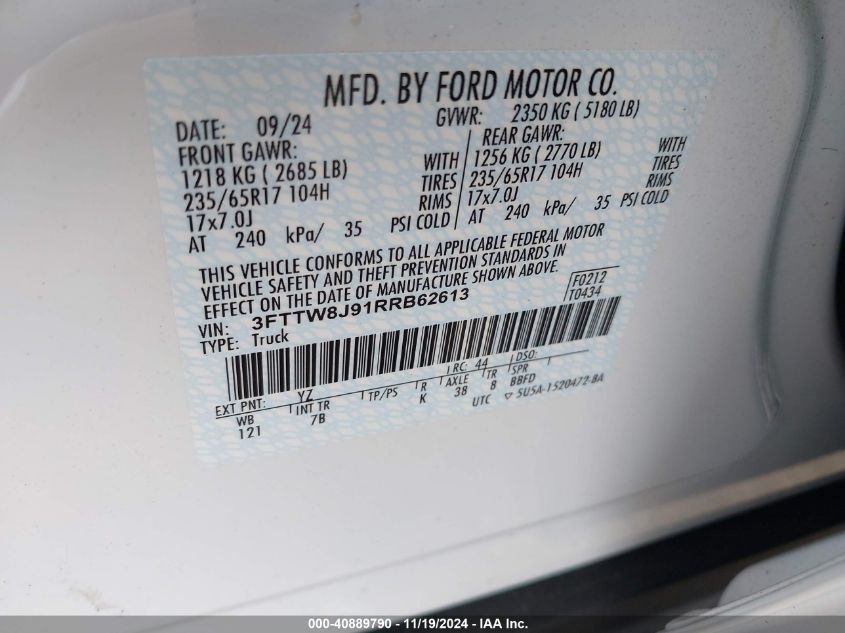 MFD. BY FORD MOTOR CO.
DATE: 09/24 GVWR: 2350 KG ( 5180 LB)
FRONT GAWR: REAR GAWR:
1218 KG ( 2685 LB) WITH 1256 KG ( 2770 LB) WITH
235/65R17 104H TIRES 235/65R17 104H TIRES
17x7.0J RIMS 17x7.0J RIMS
AT 240 kPa/ 35 PSI COLD AT 240 kPa/ 35 PSI COLD
THIS VEHICLE CONFORMS TO ALL APPLICABLE FEDERAL MOTOR
VEHICLE SAFETY AND THEFT PREVENTION STANDARDS IN
EFFECT ON THE DATE OF MANUFACTURE SHOWN ABOVE.
VIN: 3FTTW8J91RRB62613 F0212
TYPE: Truck T0434
EXT PNT: YZ RC: 44 DSO:
WB INT TR TP/PS R AXLE TR SPR
121 7B K 38 B BBFD
UTC 5U5A-1520472-BA
000-40889790 - 11/19/2024 - IAA Inc.